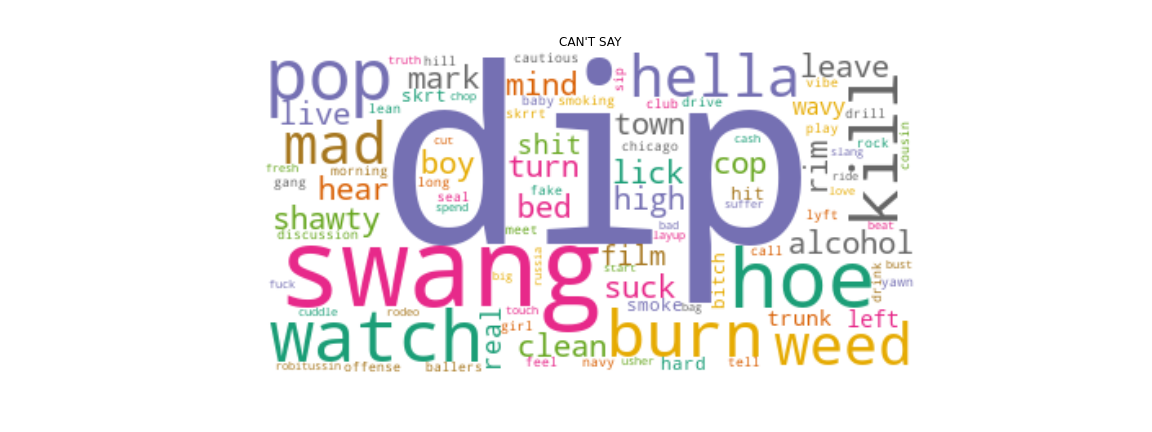 CAN'T SAY
pop
truth
hill
cautious
hella
leave
mark
mind
sip
vibe
kill
skrt
chop
baby
smoking
club
drive
wavy
drill
live
lean
skrrt
dip
town
play
cousin
mad
cut
shit
chicago
cash
rim
rock
slang
fresh
morning
boy
turn
lick
cop
ride
gang
hear
long
fake
high
hit
love
seal
spend
bed
suffer
lyft
shawty
discussion
meet
bad
layup
beat
swang
film
call
alcohol
big
russia
start
bitch
hoe
drink
bust
yawn
fuck
suck
smoke
bag
cuddle
rodeo
touch
girl
burn
trunk
left
watch
real
clean
weed
robitussin
offense
ballers
feel
navy
usher
hard
tell